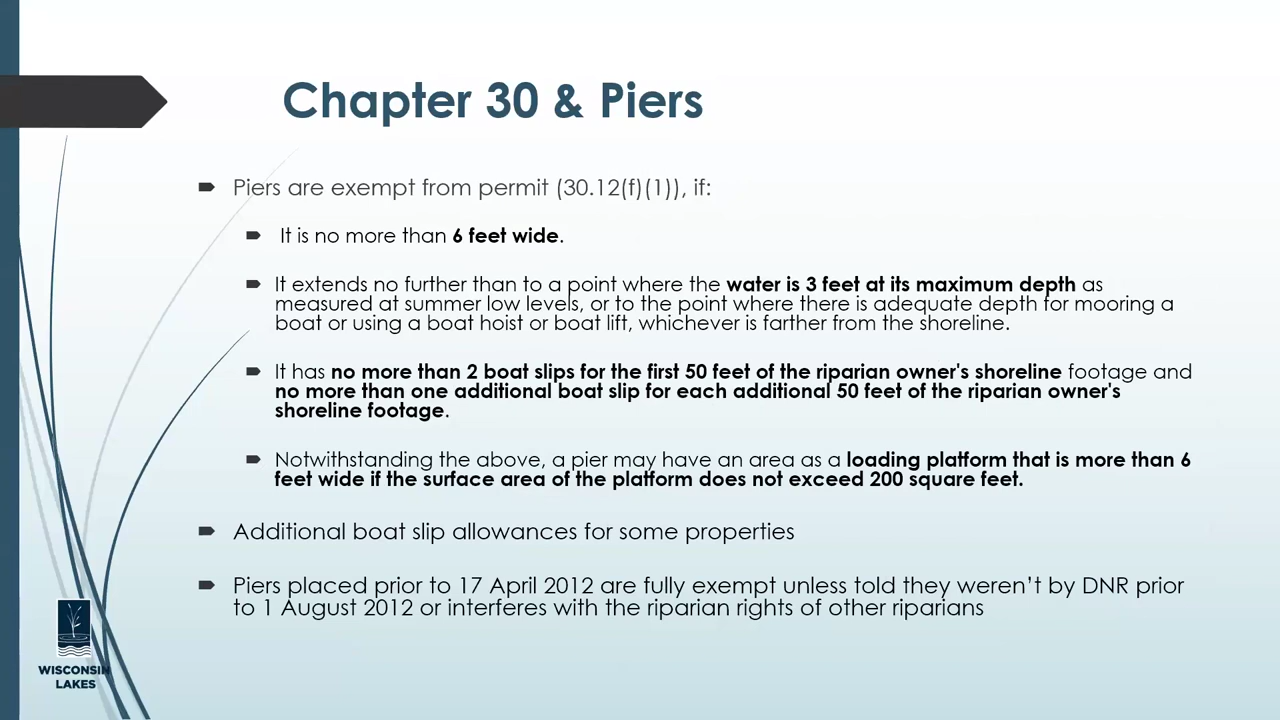 Chapter 30 & Piers
Piers are exempt from permit (30.12(f)(1)), if:
It is no more than 6 feet wide.
It extends no further than to a point where the water is 3 feet at its maximum depth as
measured at summer low levels, or to the point where there is adequate depth for mooring a
boat or using a boat hoist or boat lift, whichever is farther from the shoreline.
It has no more than 2 boat slips for the first 50 feet of the riparian owner's shoreline footage and
no more than one additional boat slip for each additional 50 feet of the riparian owner's
shoreline footage.
Notwithstanding the above, a pier may have an area as a loading platform that is more than 6
feet wide if the surface area of the platform does not exceed 200 square feet.
Additional boat slip allowances for some properties
Piers placed prior to 17 April 2012 are fully exempt unless told they weren’t by DNR prior
to 1 August 2012 or interferes with the riparian rights of other riparians
WISCONSIN
LAKES